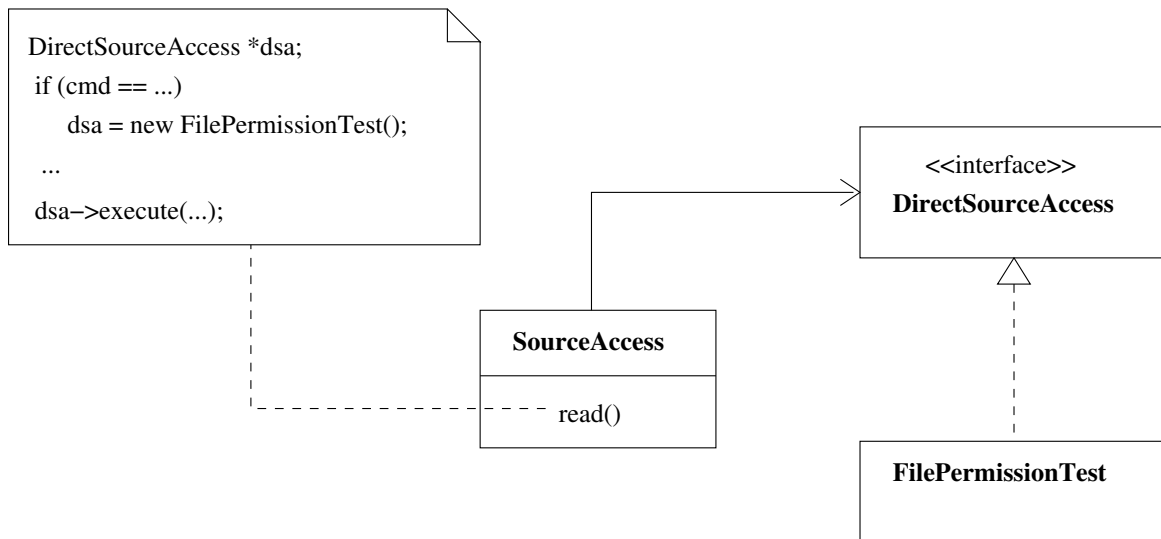 DirectSourceAccess *dsa;
if (cmd == ...)
dsa = new FilePermissionTest();
...
dsa−>execute(...);
<<interface>>
DirectSourceAccess
SourceAccess
read()
FilePermissionTest